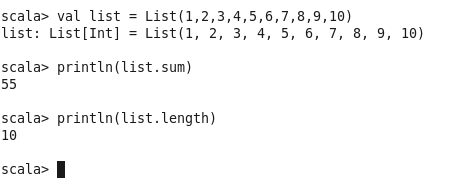 scala> val list = List(1,2,3,4,5,6,7,8,9,10)
list: List[Int] = List(1, 2, 3, 4, 5, 6, 7, 8, 9, 10)
scala> println(list.sum)
55
scala> println(list.length)
10
scala>